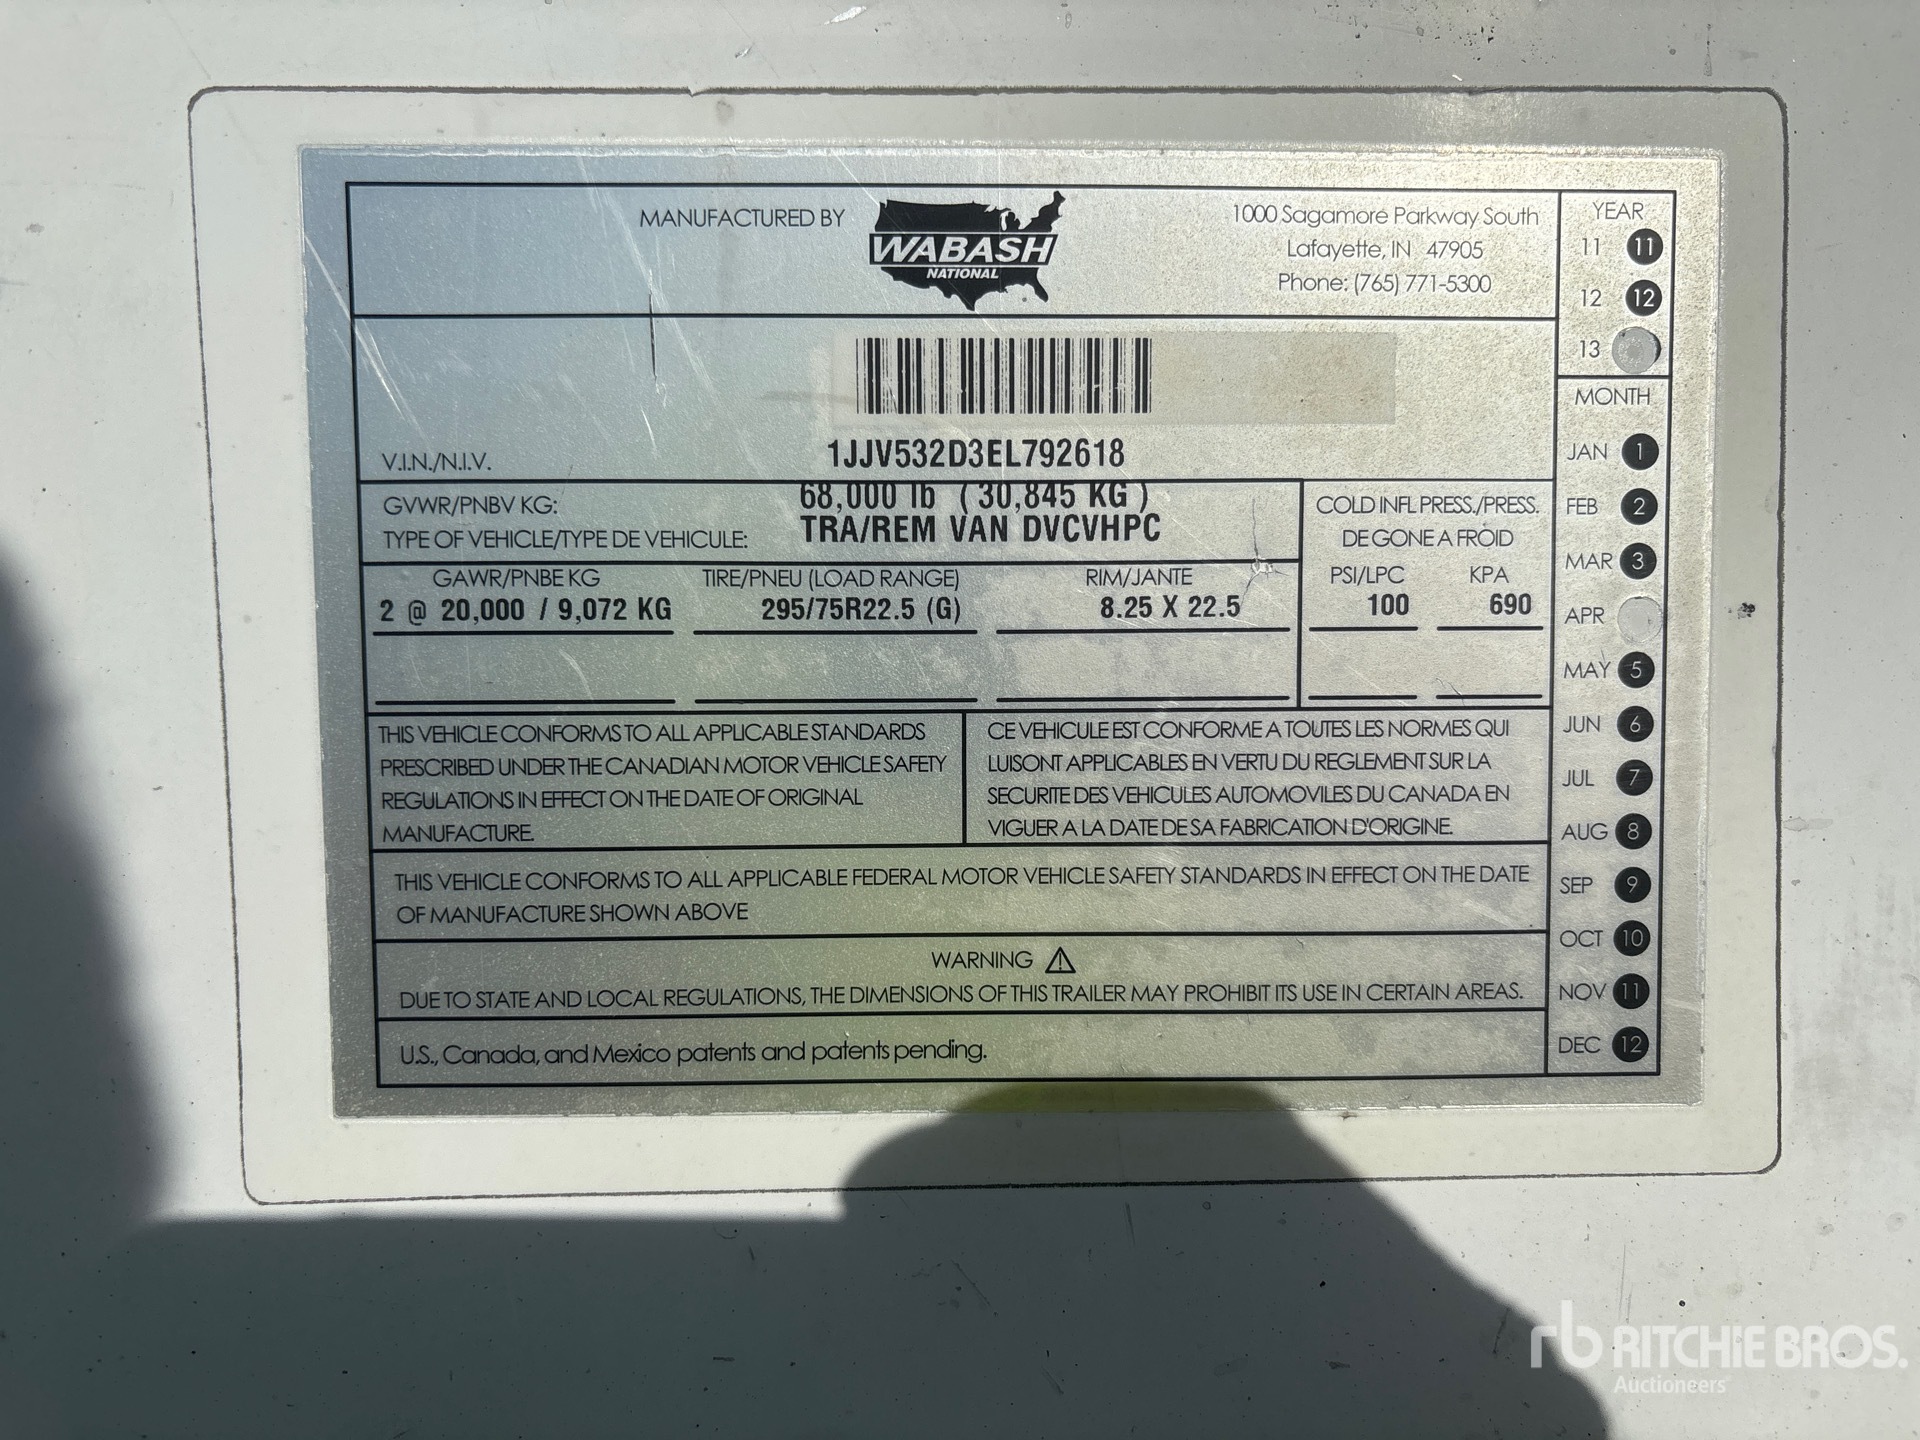 MANUFACTURED BY
WABASH
NATIONAL
1000 Sagamore Parkway South
Lafayette, IN 47905
Phone: (765) 771-5300
YEAR
11 11
12 12
13
V.I.N./N.I.V.
1JJV532D3EL792618
GVWR/PNBV KG:
68,000 lb ( 30,845 KG )
TYPE OF VEHICLE/TYPE DE VEHICULE:
TRA/REM VAN DVCVHPC
COLD INFL PRESS./PRESS.
DE GONE A FROID
GAWR/PNBE KG
TIRE/PNEU (LOAD RANGE)
RIM/JANTE
PSI/LPC
KPA
2 @ 20,000 / 9,072 KG
295/75R22.5 (G)
8.25 X 22.5
100
690
THIS VEHICLE CONFORMS TO ALL APPLICABLE STANDARDS
PRESCRIBED UNDER THE CANADIAN MOTOR VEHICLE SAFETY
REGULATIONS IN EFFECT ON THE DATE OF ORIGINAL
MANUFACTURE.
CE VEHICULE EST CONFORME A TOUTES LES NORMES QUI
LUISONT APPLICABLES EN VERTU DU REGLEMENT SUR LA
SECURITE DES VEHICULES AUTOMOVILES DU CANADA EN
VIGUER A LA DATE DE SA FABRICATION D'ORIGINE.
THIS VEHICLE CONFORMS TO ALL APPLICABLE FEDERAL MOTOR VEHICLE SAFETY STANDARDS IN EFFECT ON THE DATE
OF MANUFACTURE SHOWN ABOVE
WARNING
DUE TO STATE AND LOCAL REGULATIONS, THE DIMENSIONS OF THIS TRAILER MAY PROHIBIT ITS USE IN CERTAIN AREAS.
U.S., Canada, and Mexico patents and patents pending.
MONTH
JAN 1
FEB 2
MAR 3
APR
MAY 5
JUN 6
JUL 7
AUG 8
SEP 9
OCT 10
NOV 11
DEC 12
rb RITCHIE BROS.
Auctioneers